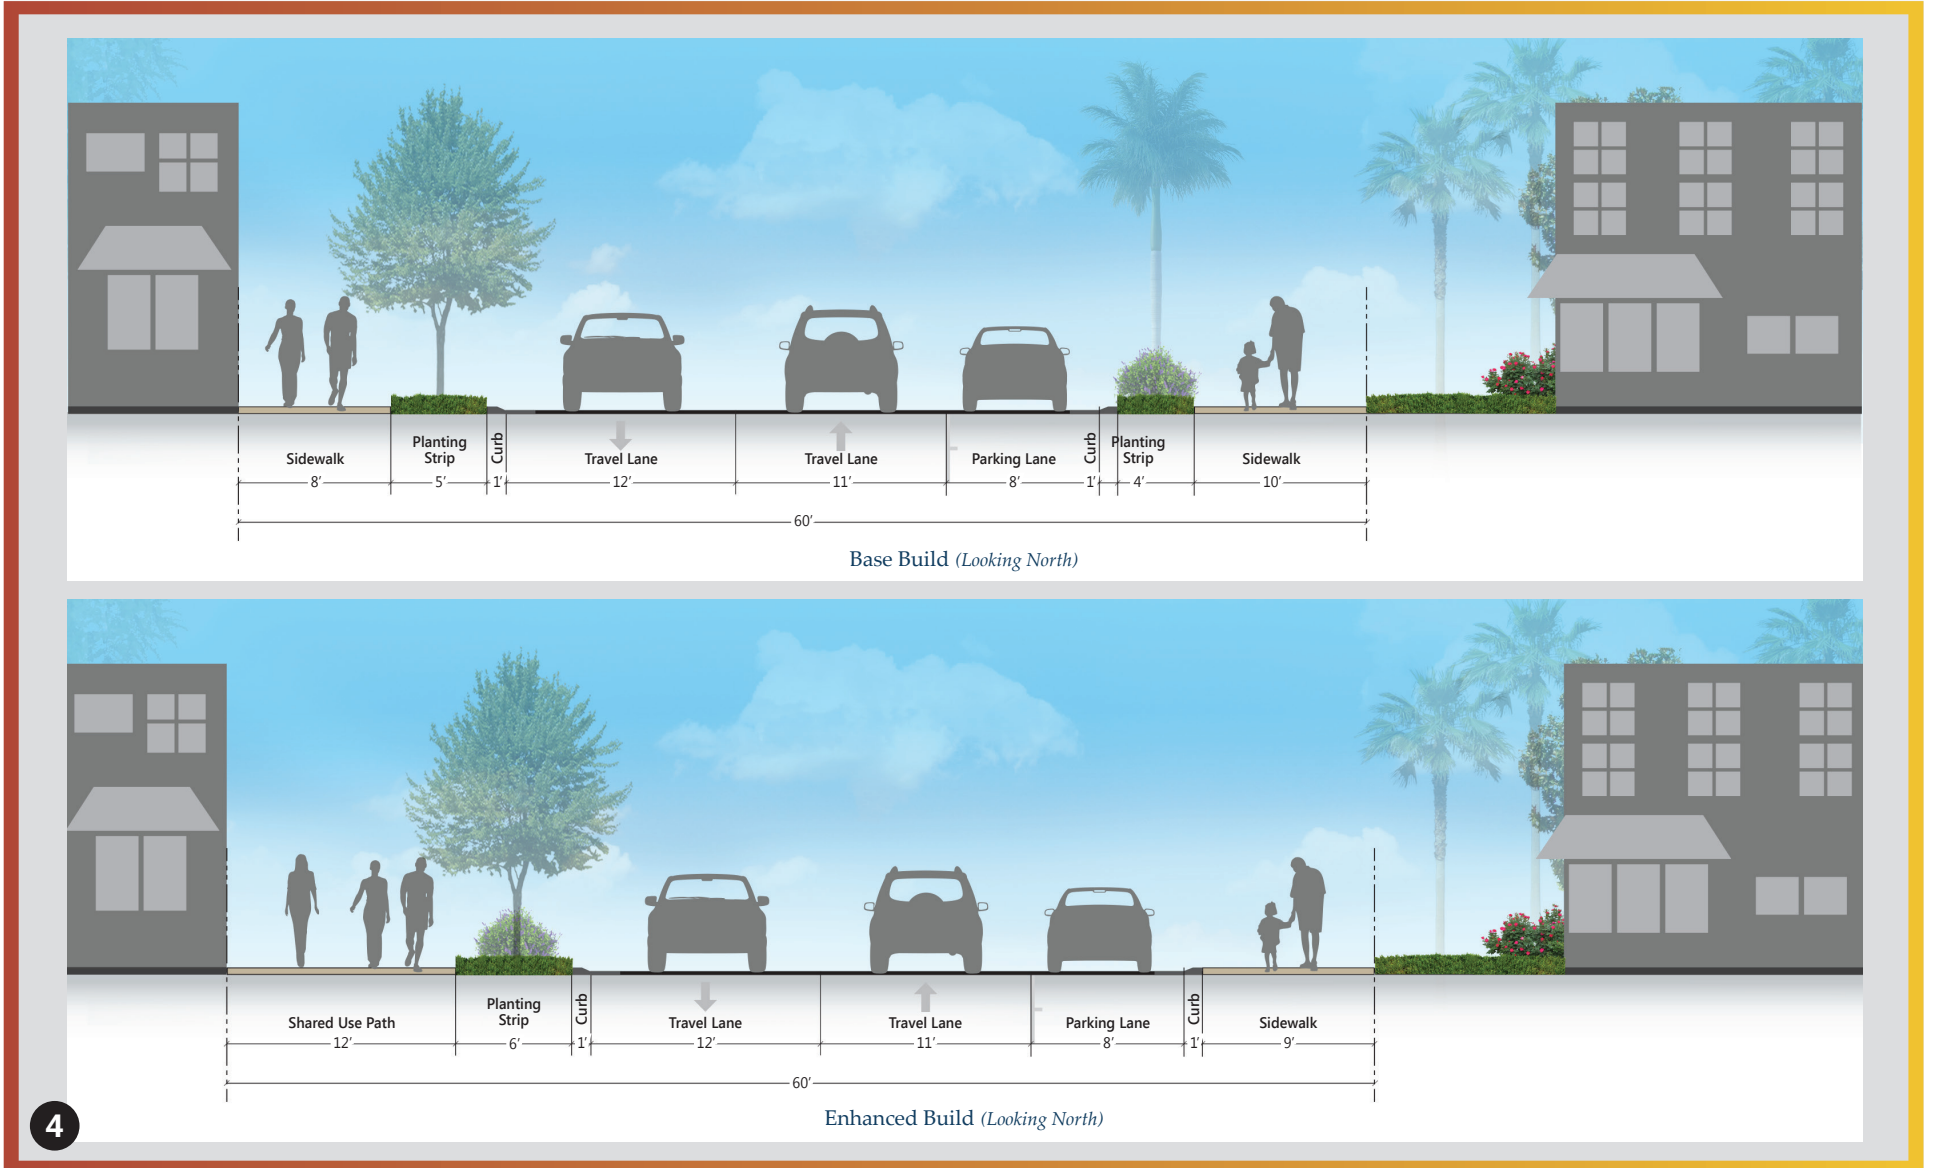 Sidewalk
8'
Planting
Strip
5'
Curb
1'
Travel Lane
12'
Travel Lane
11'
Parking Lane
8'
Curb
1'
Planting
Strip
4'
Sidewalk
10'
60'
Base Build (Looking North)
Shared Use Path
12'
Planting
Strip
6'
Curb
1'
Travel Lane
12'
Travel Lane
11'
Parking Lane
8'
Curb
1'
Sidewalk
9'
60'
Enhanced Build (Looking North)
4